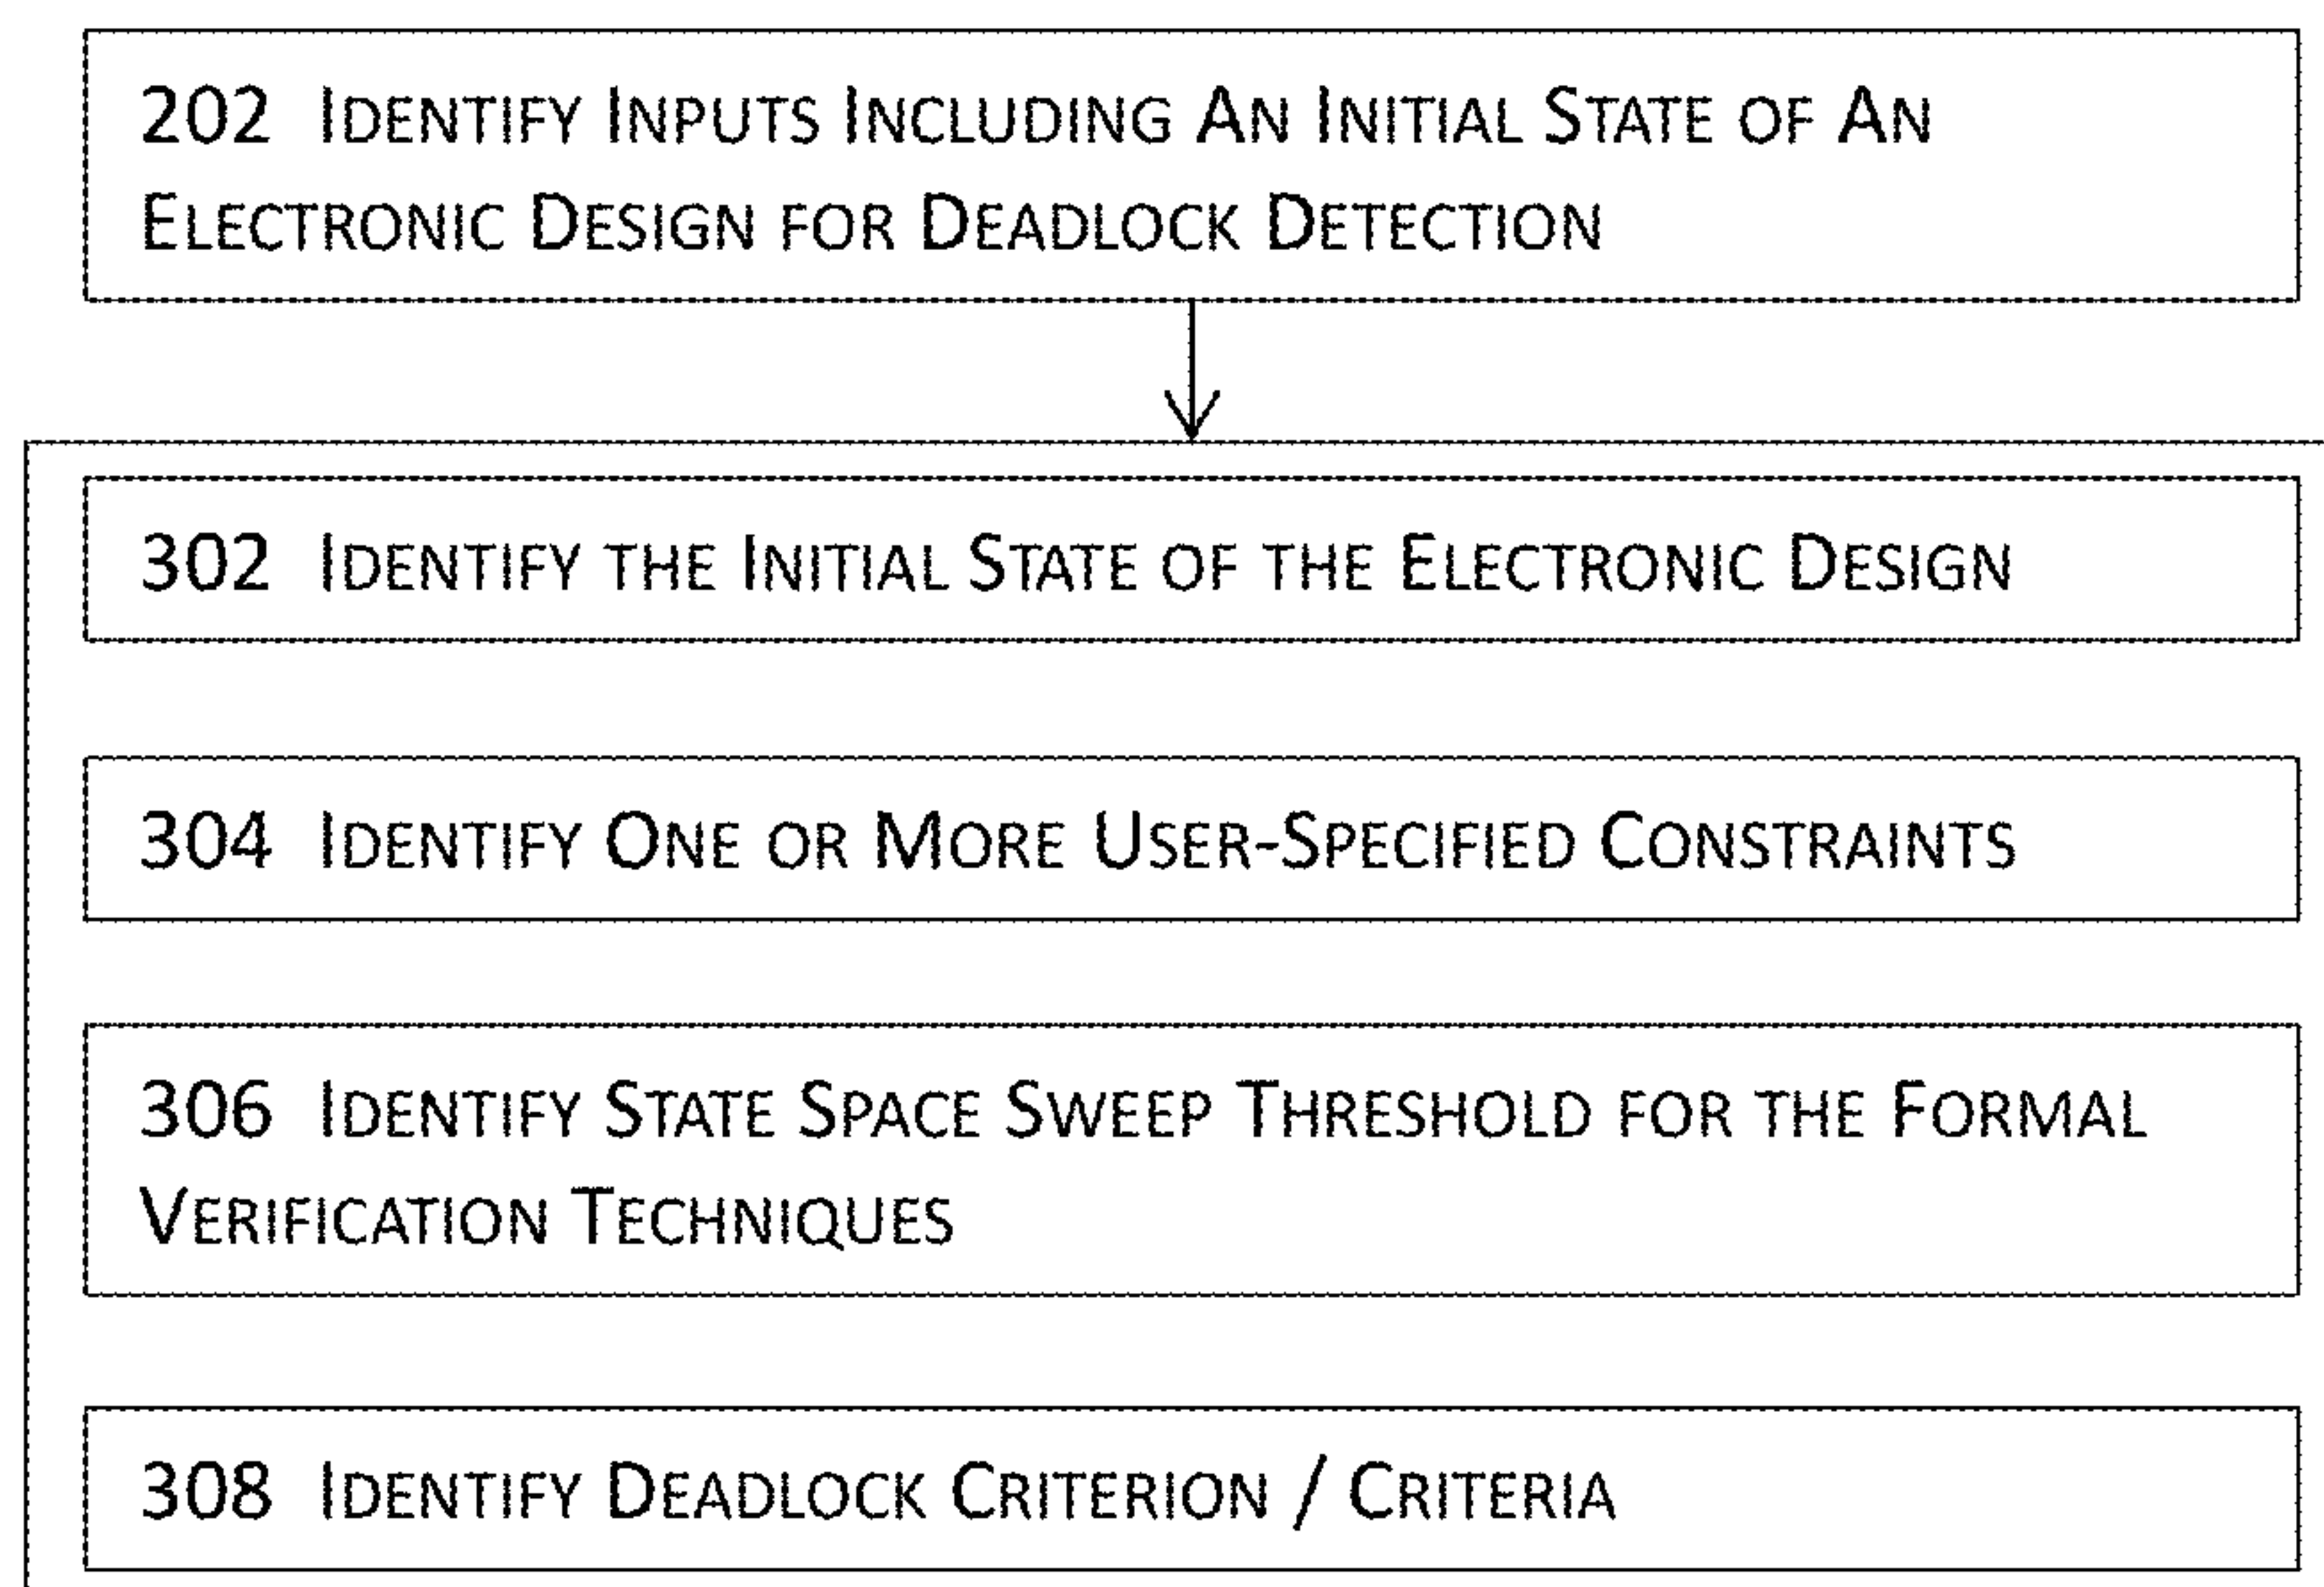 202 Identify Inputs Including An Initial State of An
Electronic Design for Deadlock Detection
302 Identify the Initial State of the Electronic Design
304 Identify One or More User-Specified Constraints
306 Identify State Space Sweep Threshold for the Formal
Verification Techniques
308 Identify Deadlock Criterion / Criteria